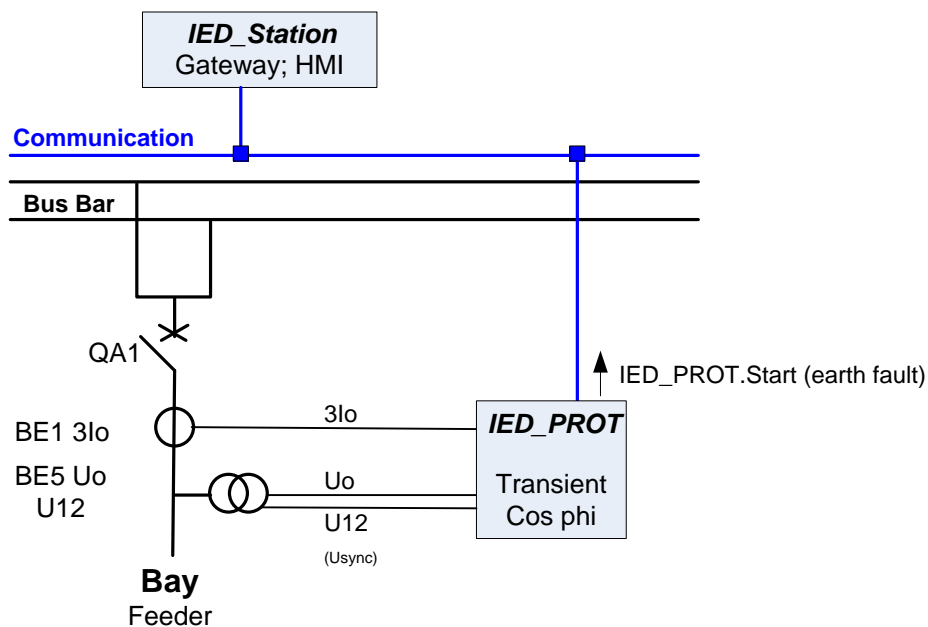 IED_Station
Gateway; HMI
Communication
Bus Bar
QA1
IED_PROT.Start (earth fault)
BE1 3Io
3Io
IED_PROT
BE5 Uo
U12
Uo
U12
(Usync)
Transient
Cos phi
Bay
Feeder